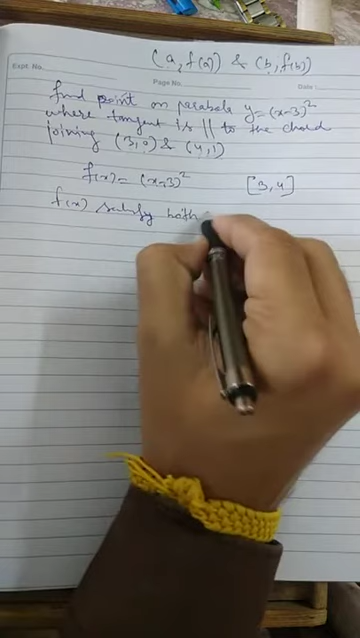 (a, f(a)) & (b, f(b))
Expt. No.
Page No.
Date :
find point on parabola y=(x-3)²
where tangent is || to the chord
joining (3,0) & (4,1)
f(x) = (x-3)² [3,4]
f(x) satisfy both